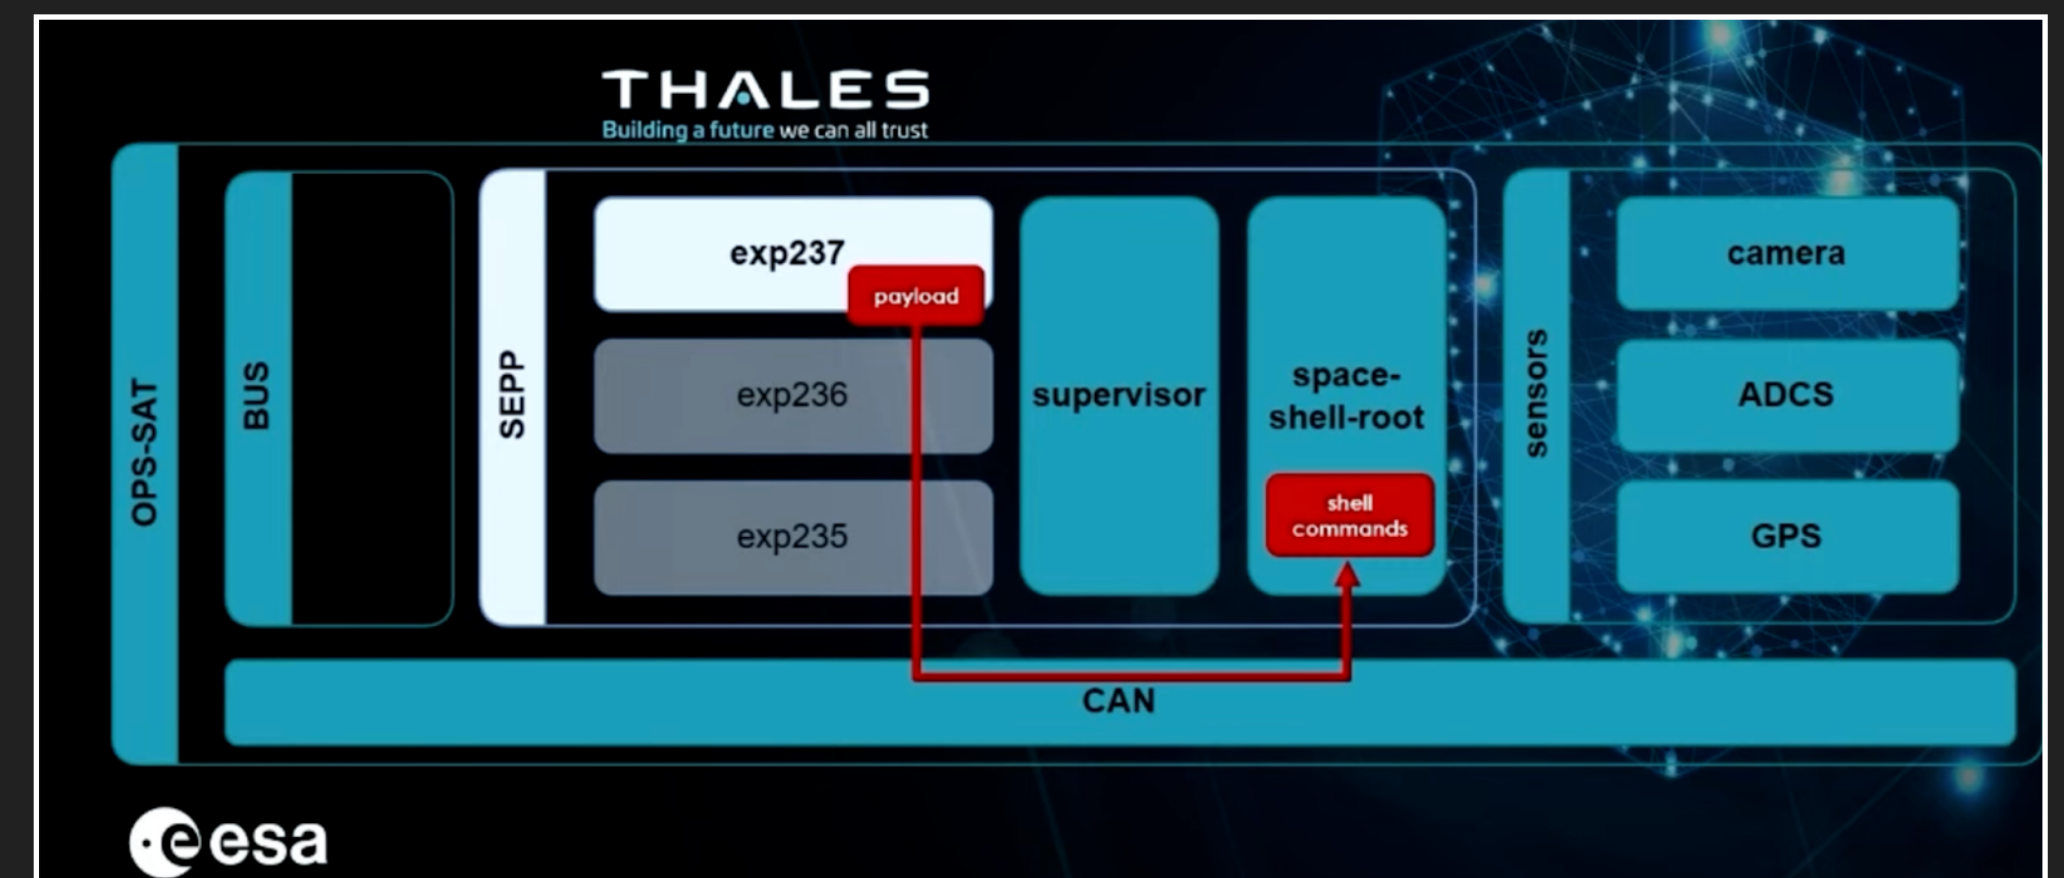 THALES
Building a future we can all trust
OPS-SAT
BUS
SEPP
exp237
payload
exp236
exp235
supervisor
space-
shell-root
shell
commands
sensors
camera
ADCS
GPS
CAN
esa